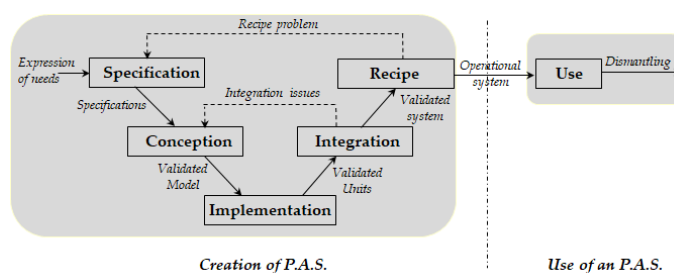 Recipe problem
Expression
of needs
Specification
Recipe
Operational
system
Use
Dismantling
Specifications
Integration issues
Validated
system
Conception
Integration
Validated
Model
Validated
Units
Implementation
Creation of P.A.S.
Use of an P.A.S.